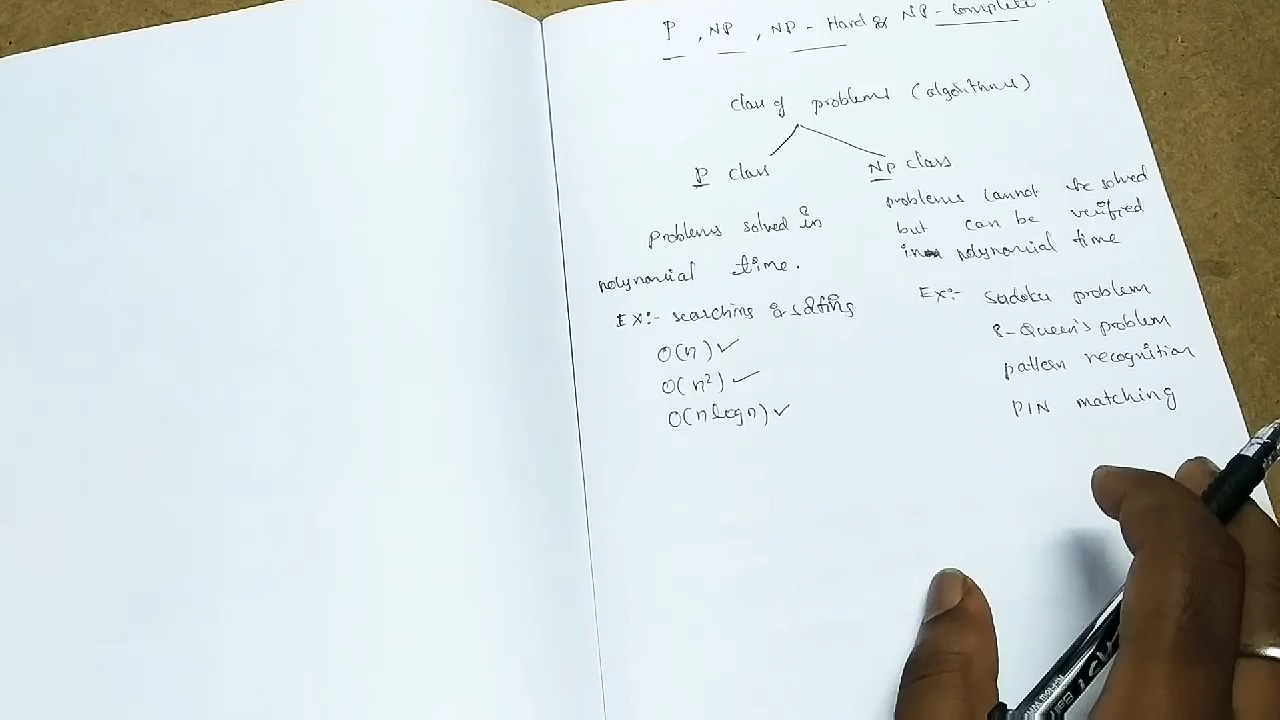 P, NP, NP-Hard & NP-Complete.
class of problems (algorithms)
P class
NP class
problems solved in
polynomial time.
Ex:- searching & sorting
O(n) ✓
O(n²) ✓
O(n log n) ✓
problems cannot be solved
but can be verified
in polynomial time
Ex:- Sudoku problem
8-Queen's problem
pattern recognition
PIN matching